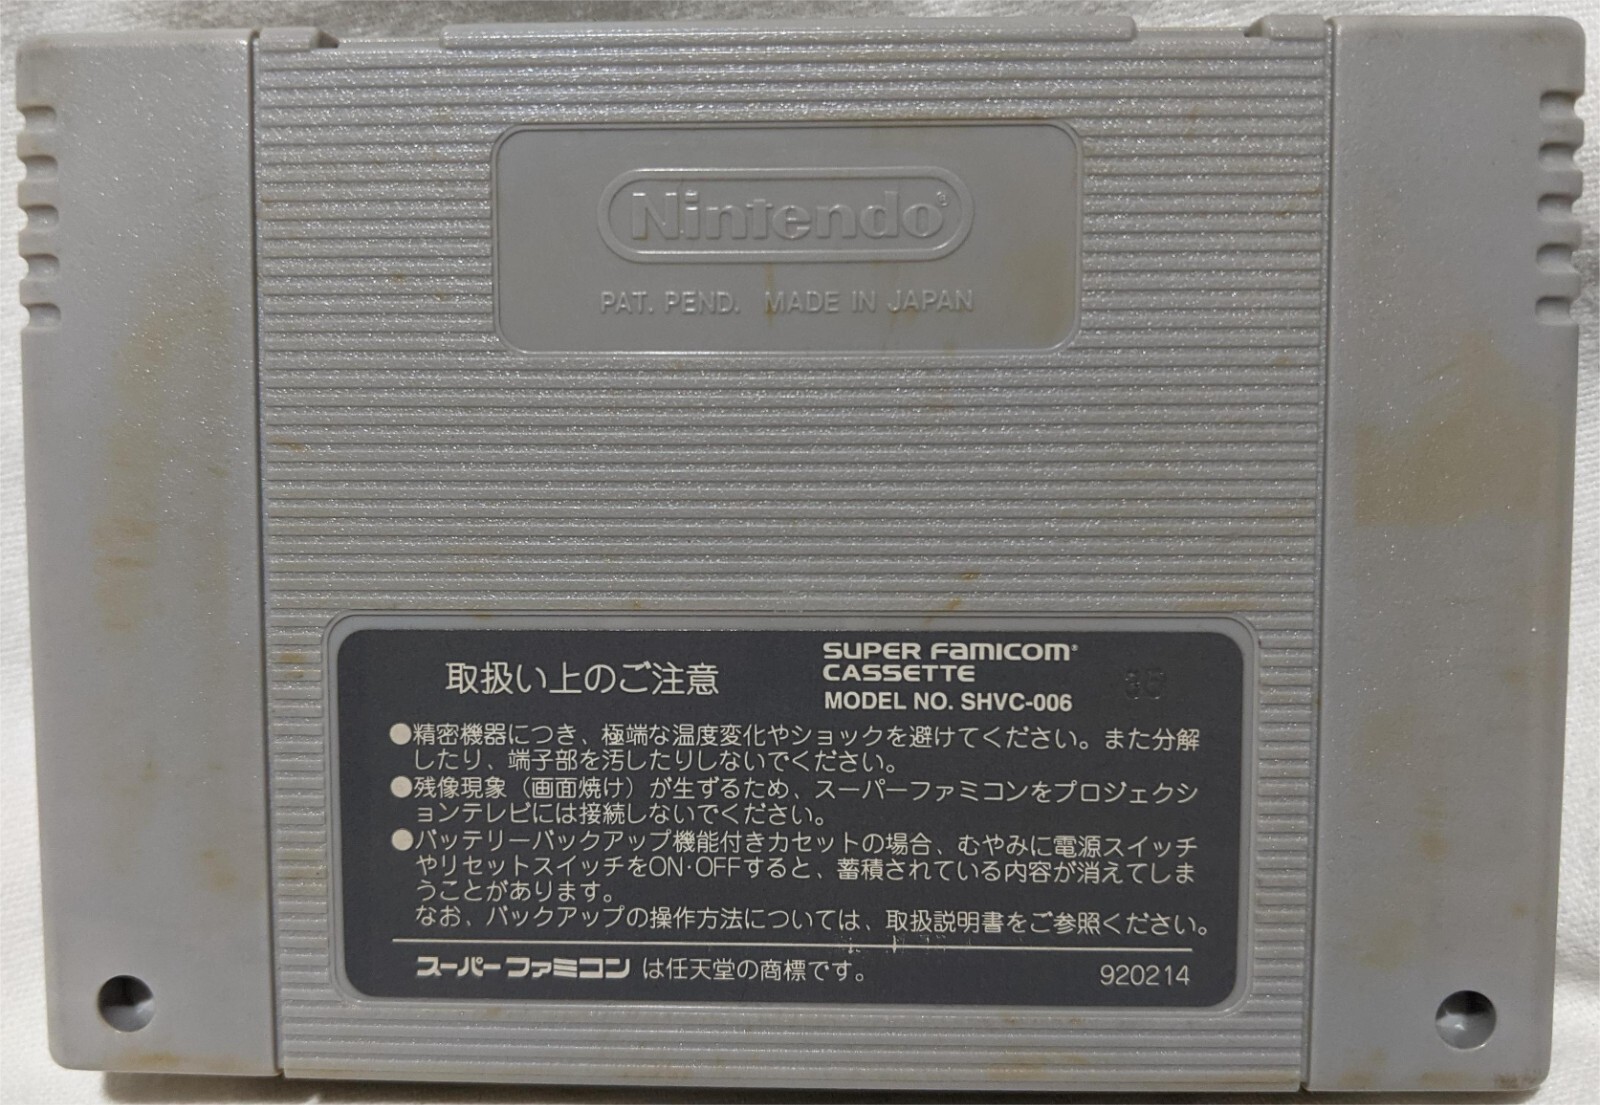 Nintendo®
PAT. PEND. MADE IN JAPAN
取扱い上のご注意
SUPER FAMICOM®
CASSETTE
MODEL NO. SHVC-006
●精密機器につき、極端な温度変化やショックを避けてください。また分解
したり、端子部を汚したりしないでください。
●残像現象（画面焼け）が生ずるため、スーパーファミコンをプロジェクシ
ョンテレビには接続しないでください。
●バッテリーバックアップ機能付きカセットの場合、むやみに電源スイッチ
やリセットスイッチをON·OFFすると、蓄積されている内容が消えてしま
うことがあります。
なお、バックアップの操作方法については、取扱説明書をご参照ください。
スーパーファミコン は任天堂の商標です。
920214